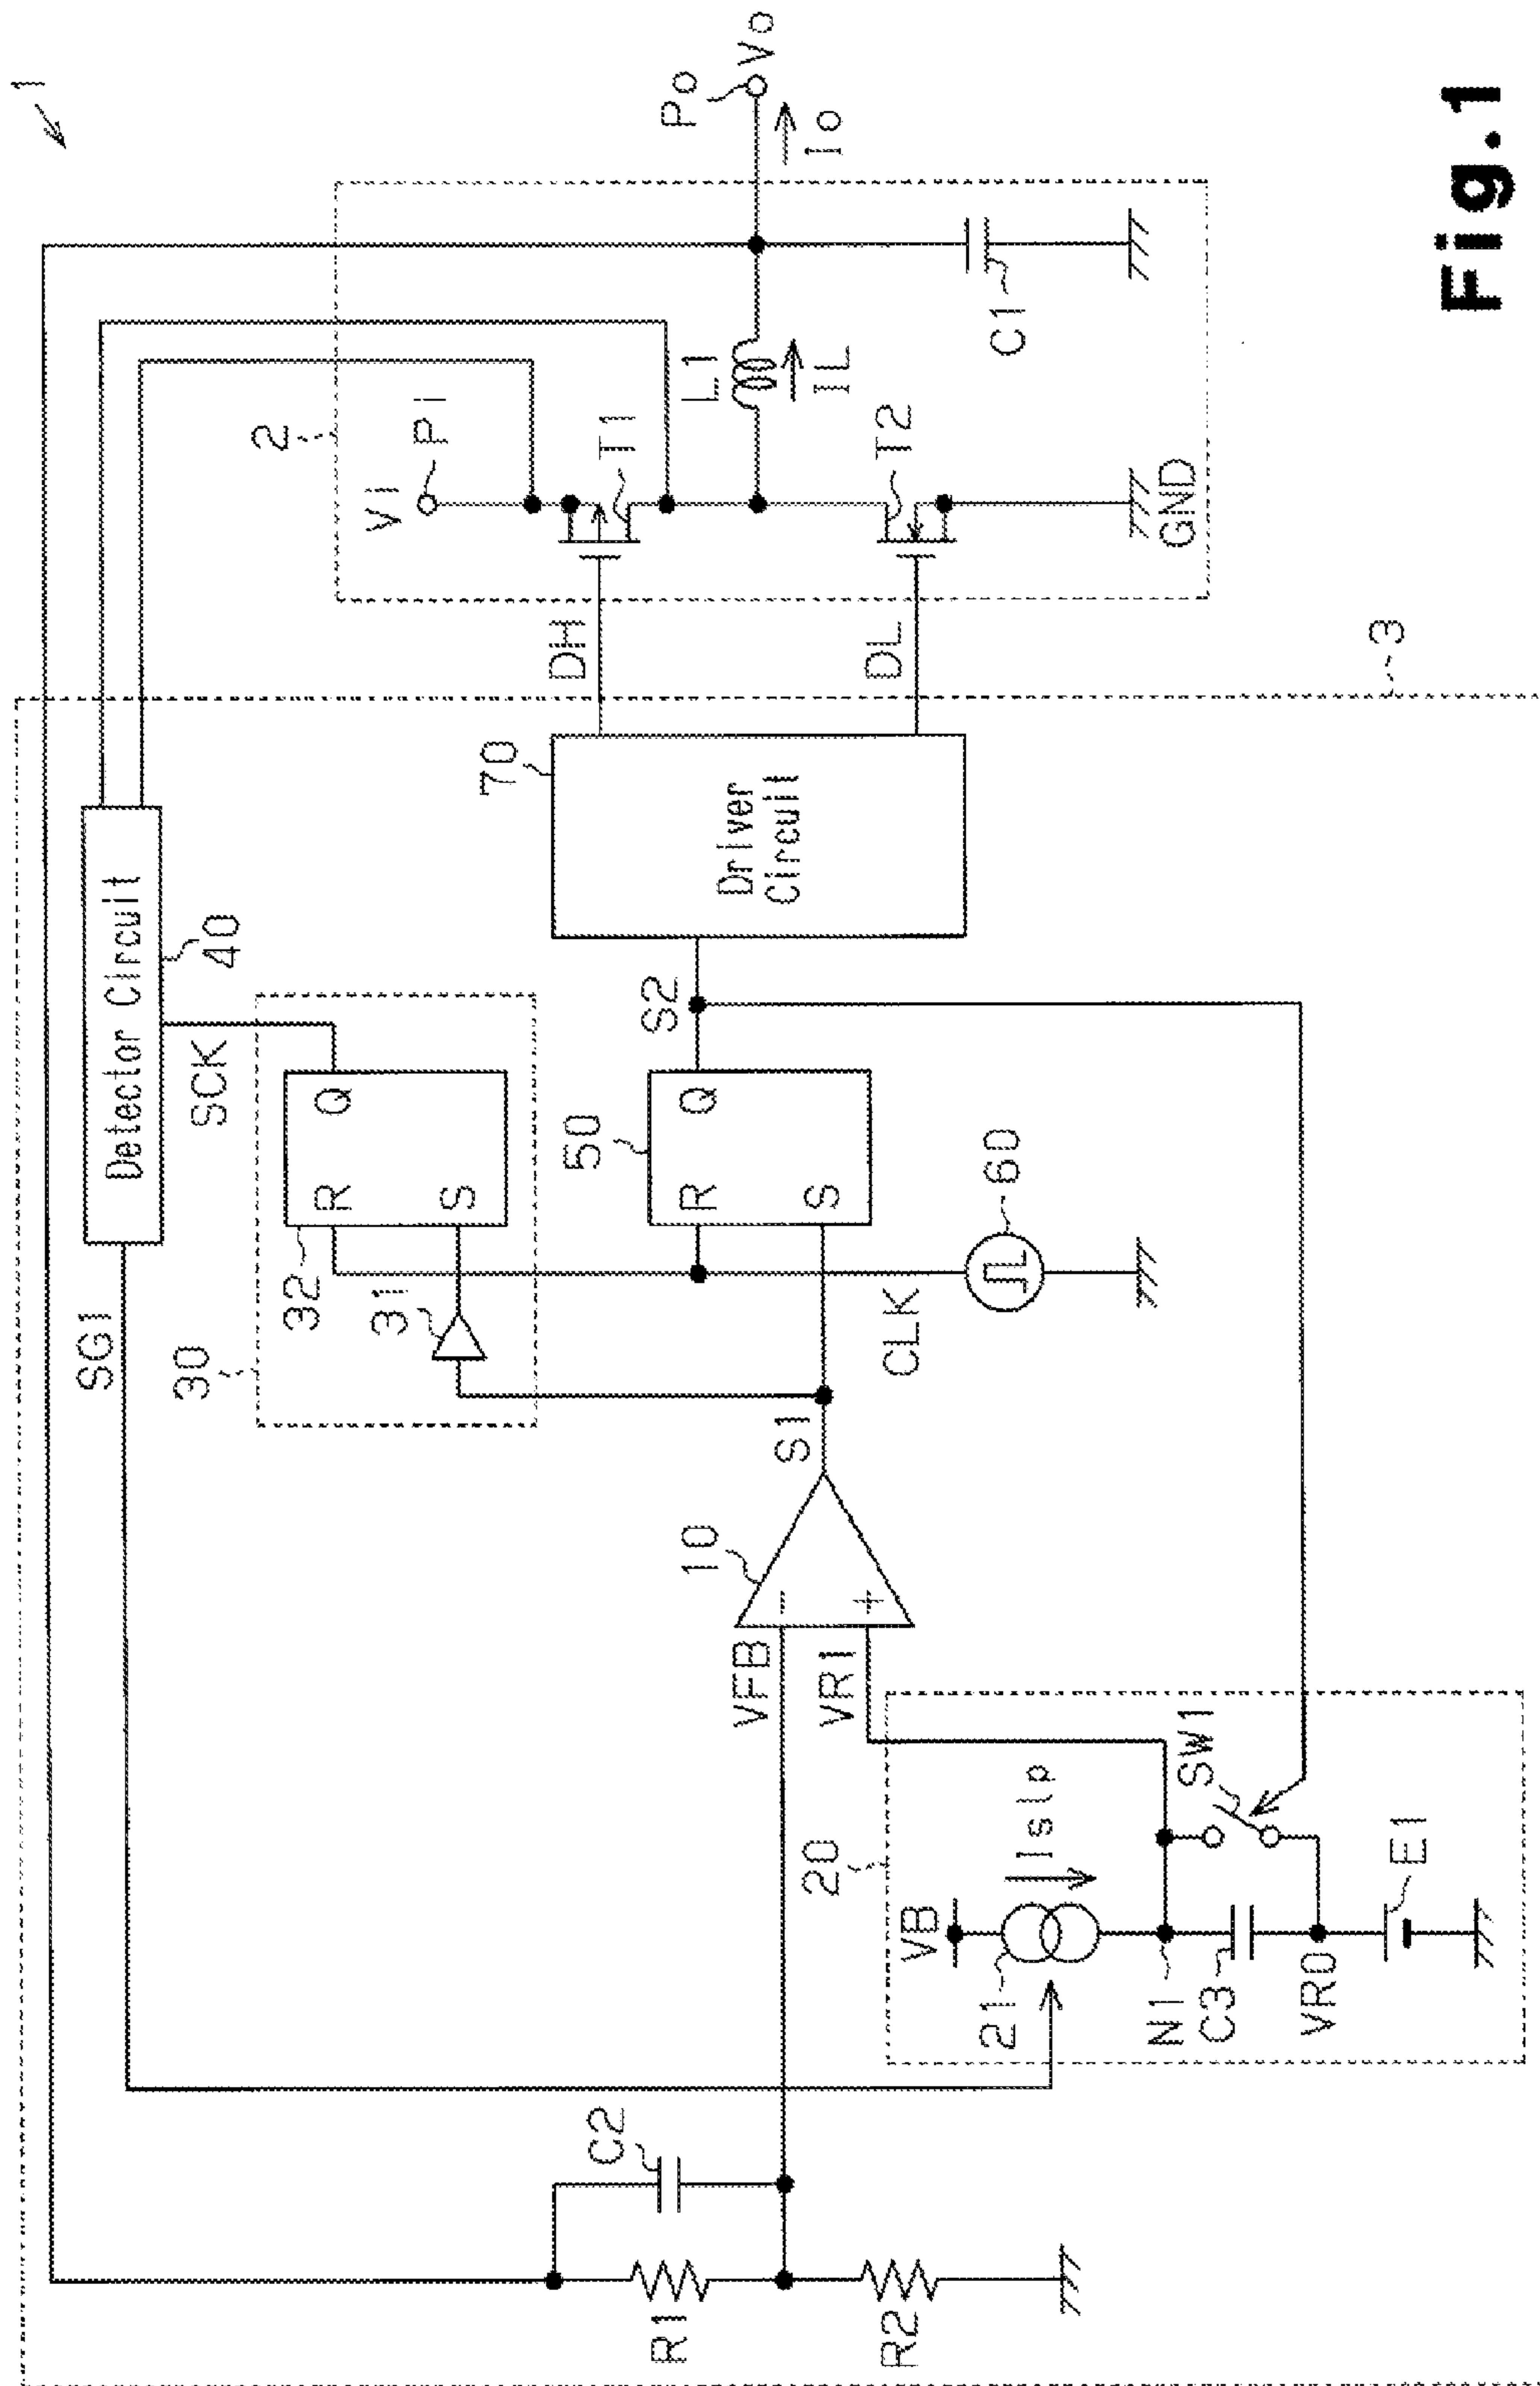 1
Po
Vo
Io
2
Vi
Pi
T1
L1
IL
T2
C1
GND
DH
DL
3
70
Driver
Circuit
Detector Circuit
40
SCK
SG1
30
32
R
Q
S
31
S2
50
R
Q
S
60
CLK
S1
10
-
+
VFB
VR1
20
VB
Islp
21
N1
C3
SW1
VR0
E1
C2
R1
R2
Fig.1